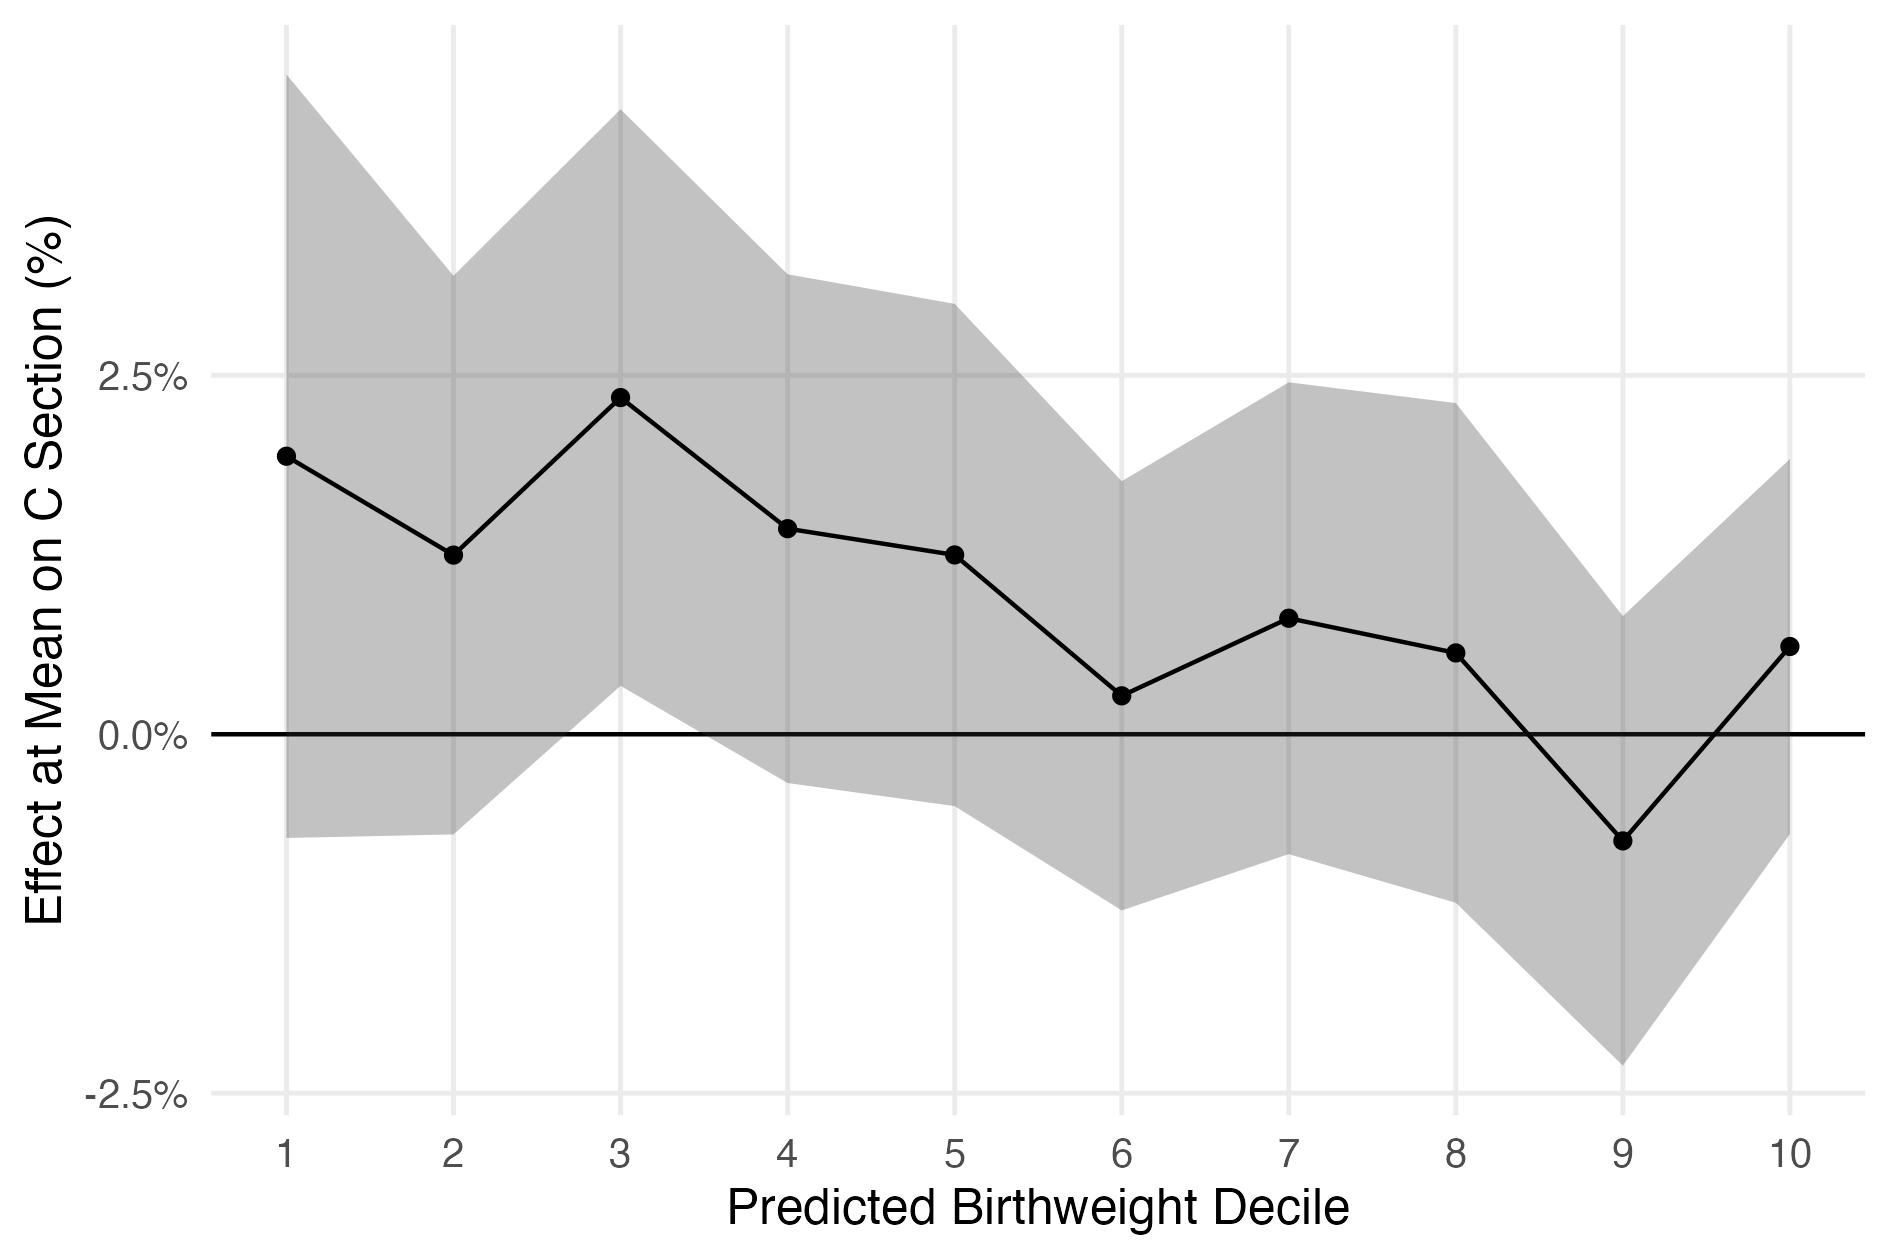 Effect at Mean on C Section (%)
2.5%
0.0%
-2.5%
1 2 3 4 5 6 7 8 9 10
Predicted Birthweight Decile